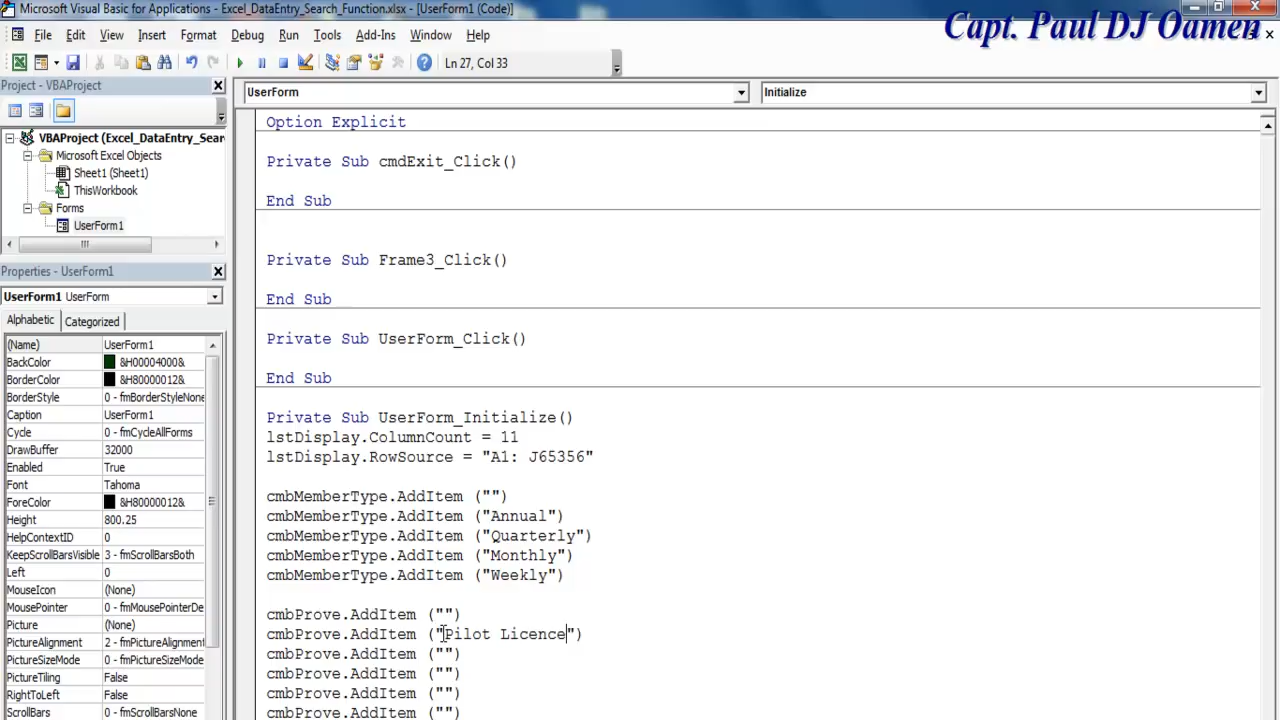 Microsoft Visual Basic for Applications - Excel_DataEntry_Search_Function.xlsx - [UserForm1 (Code)]
Capt. Paul DJ Oamen
File Edit View Insert Format Debug Run Tools Add-Ins Window Help
Ln 27, Col 33
Project - VBAProject
UserForm Initialize
VBAProject (Excel_DataEntry_Sear
Microsoft Excel Objects
Sheet1 (Sheet1)
ThisWorkbook
Forms
UserForm1
Properties - UserForm1
UserForm1 UserForm
Alphabetic Categorized
(Name) UserForm1
BackColor &H00004000&
BorderColor &H80000012&
BorderStyle 0 - fmBorderStyleNone
Caption UserForm1
Cycle 0 - fmCycleAllForms
DrawBuffer 32000
Enabled True
Font Tahoma
ForeColor &H80000012&
Height 800.25
HelpContextID 0
KeepScrollBarsVisible 3 - fmScrollBarsBoth
Left 0
MouseIcon (None)
MousePointer 0 - fmMousePointerDe
Picture (None)
PictureAlignment 2 - fmPictureAlignment
PictureSizeMode 0 - fmPictureSizeMode
PictureTiling False
RightToLeft False
ScrollBars 0 - fmScrollBarsNone
Option Explicit
Private Sub cmdExit_Click()
End Sub
Private Sub Frame3_Click()
End Sub
Private Sub UserForm_Click()
End Sub
Private Sub UserForm_Initialize()
lstDisplay.ColumnCount = 11
lstDisplay.RowSource = "A1: J65356"
cmbMemberType.AddItem ("")
cmbMemberType.AddItem ("Annual")
cmbMemberType.AddItem ("Quarterly")
cmbMemberType.AddItem ("Monthly")
cmbMemberType.AddItem ("Weekly")
cmbProve.AddItem ("")
cmbProve.AddItem ("Pilot Licence")
cmbProve.AddItem ("")
cmbProve.AddItem ("")
cmbProve.AddItem ("")
cmbProve.AddItem ("")